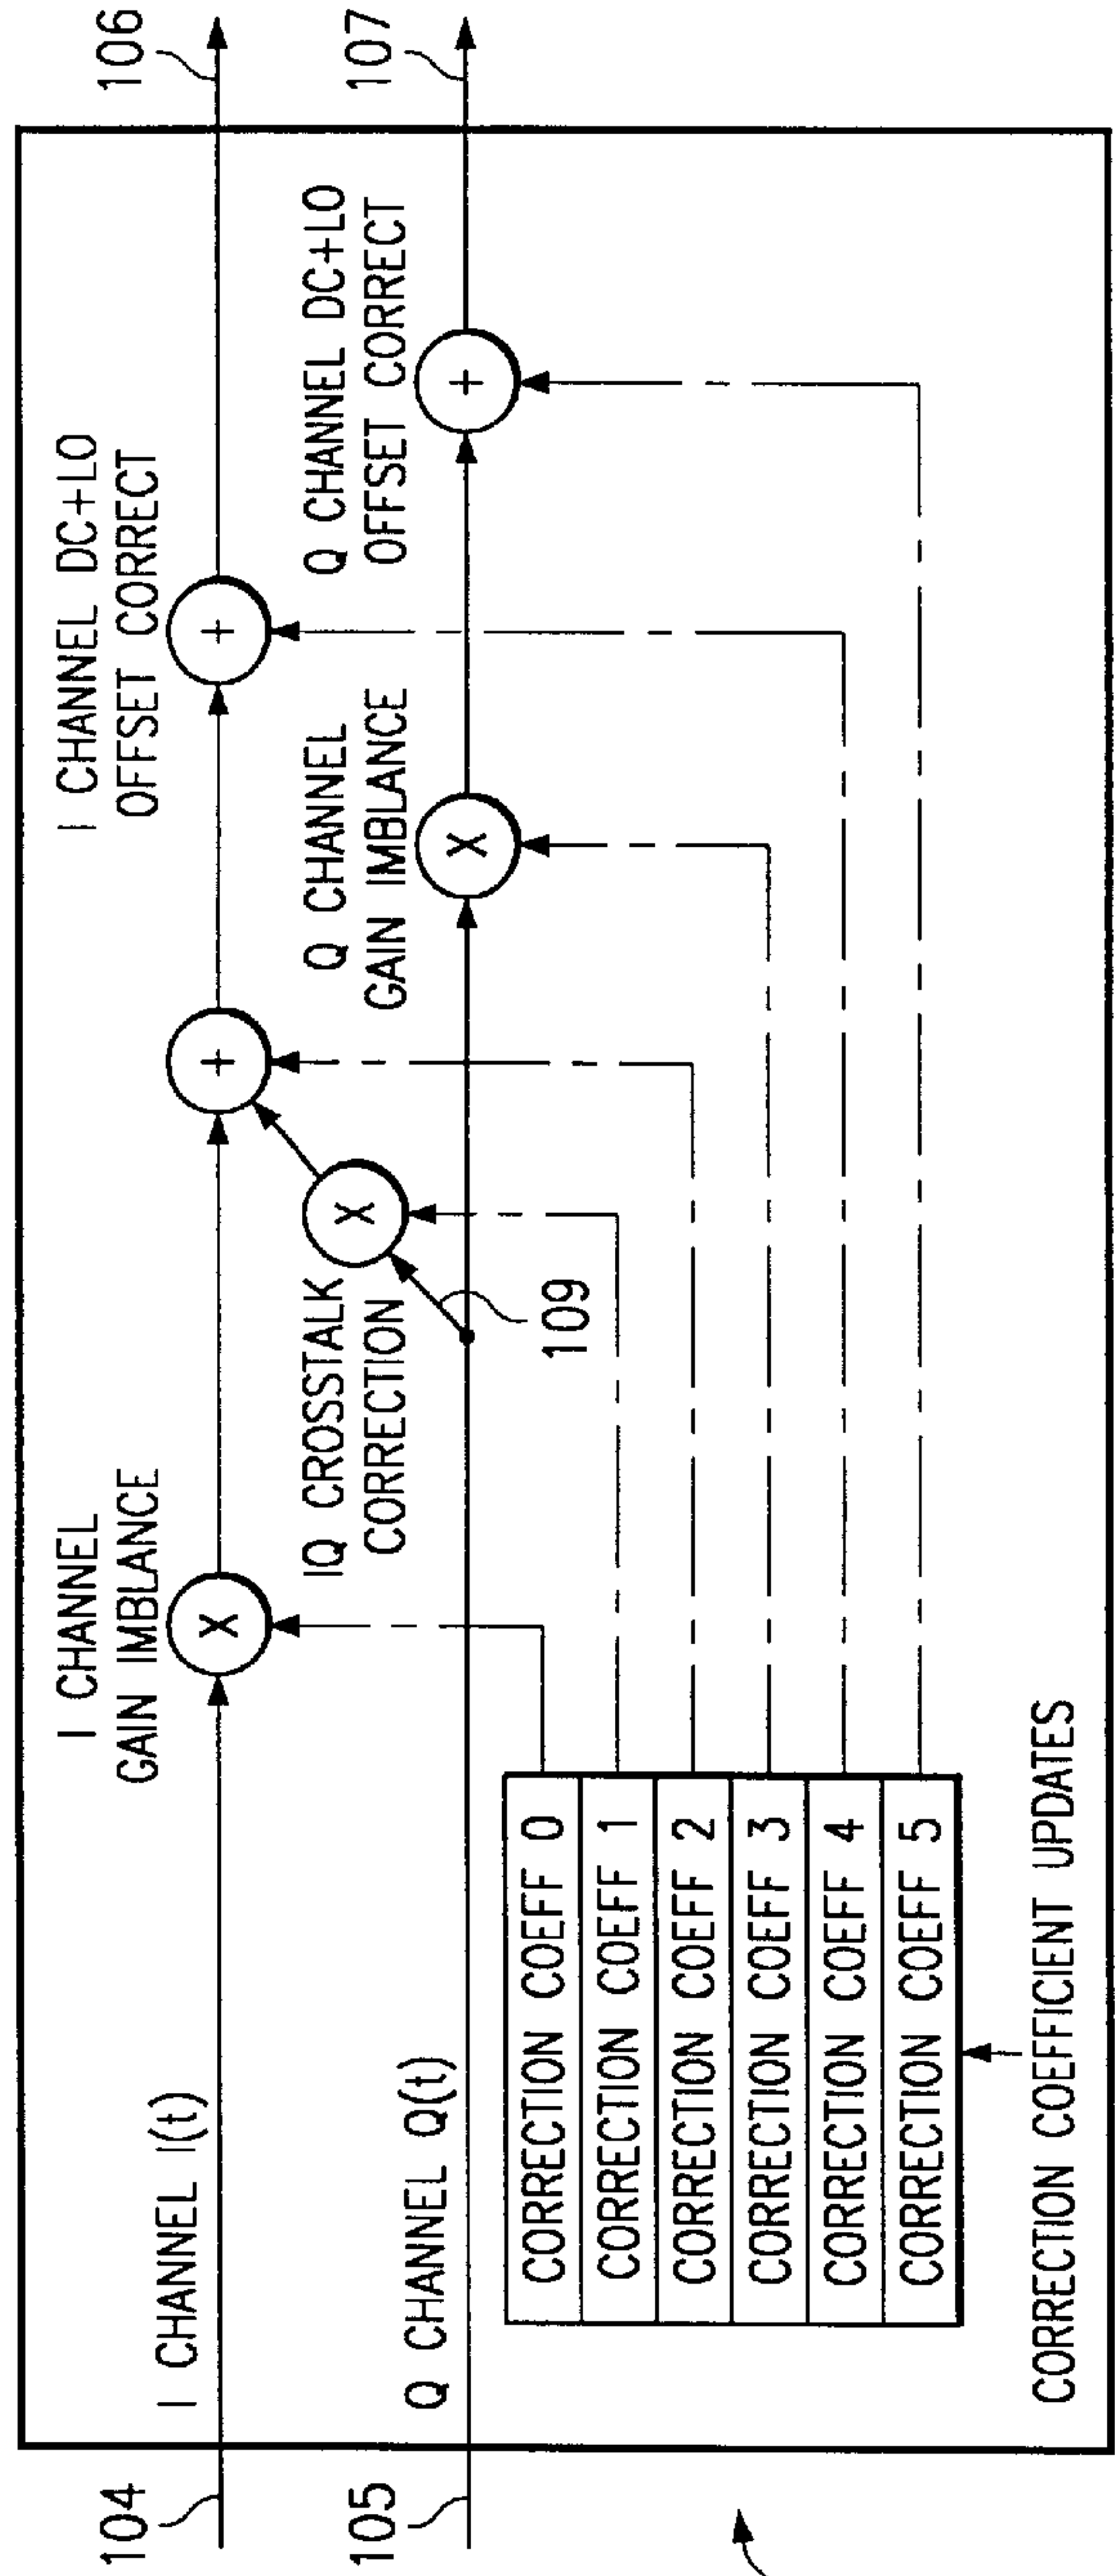 104
I CHANNEL I(t)
I CHANNEL
GAIN IMBLANCE
I CHANNEL DC+LO
OFFSET CORRECT
106
105
Q CHANNEL Q(t)
IQ CROSSTALK
CORRECTION
109
Q CHANNEL
GAIN IMBLANCE
Q CHANNEL DC+LO
OFFSET CORRECT
107
X
+
+
X
X
+
CORRECTION COEFF 0
CORRECTION COEFF 1
CORRECTION COEFF 2
CORRECTION COEFF 3
CORRECTION COEFF 4
CORRECTION COEFF 5
CORRECTION COEFFICIENT UPDATES